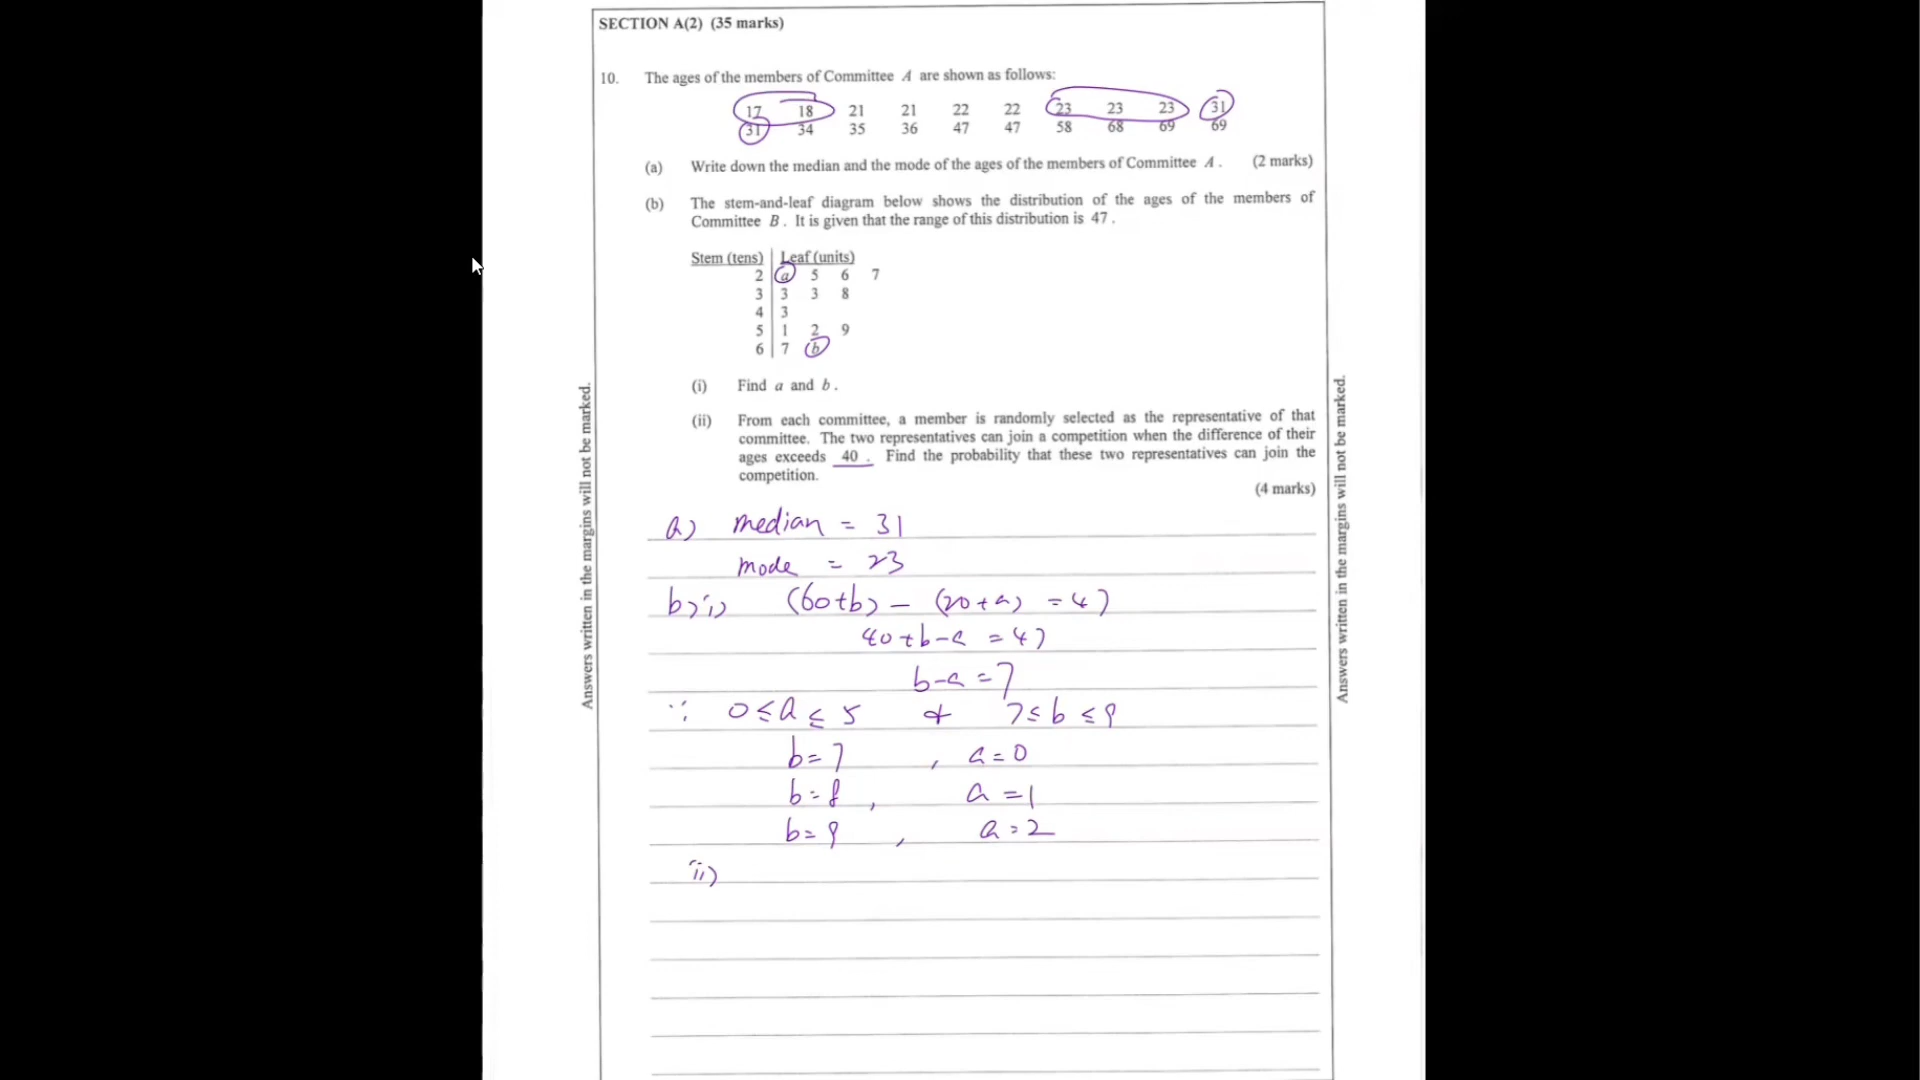 SECTION A(2) (35 marks)
10. The ages of the members of Committee A are shown as follows:
17 18 21 21 22 22 23 23 23 31
31 34 35 36 47 47 58 68 69 69
(a) Write down the median and the mode of the ages of the members of Committee A . (2 marks)
(b) The stem-and-leaf diagram below shows the distribution of the ages of the members of
Committee B . It is given that the range of this distribution is 47 .
Stem (tens) Leaf (units)
2 a 5 6 7
3 3 3 8
4 3
5 1 2 9
6 7 b
(i) Find a and b .
(ii) From each committee, a member is randomly selected as the representative of that
committee. The two representatives can join a competition when the difference of their
ages exceeds 40 . Find the probability that these two representatives can join the
competition.
(4 marks)
Answers written in the margins will not be marked.
Answers written in the margins will not be marked.
a) median = 31
mode = 23
b) i) (60+b) - (20+a) = 47
40+b-a = 47
b-a = 7
∵ 0 ≤ a ≤ 5 & 7 ≤ b ≤ 9
b = 7 , a = 0
b = 8 , a = 1
b = 9 , a = 2
ii)